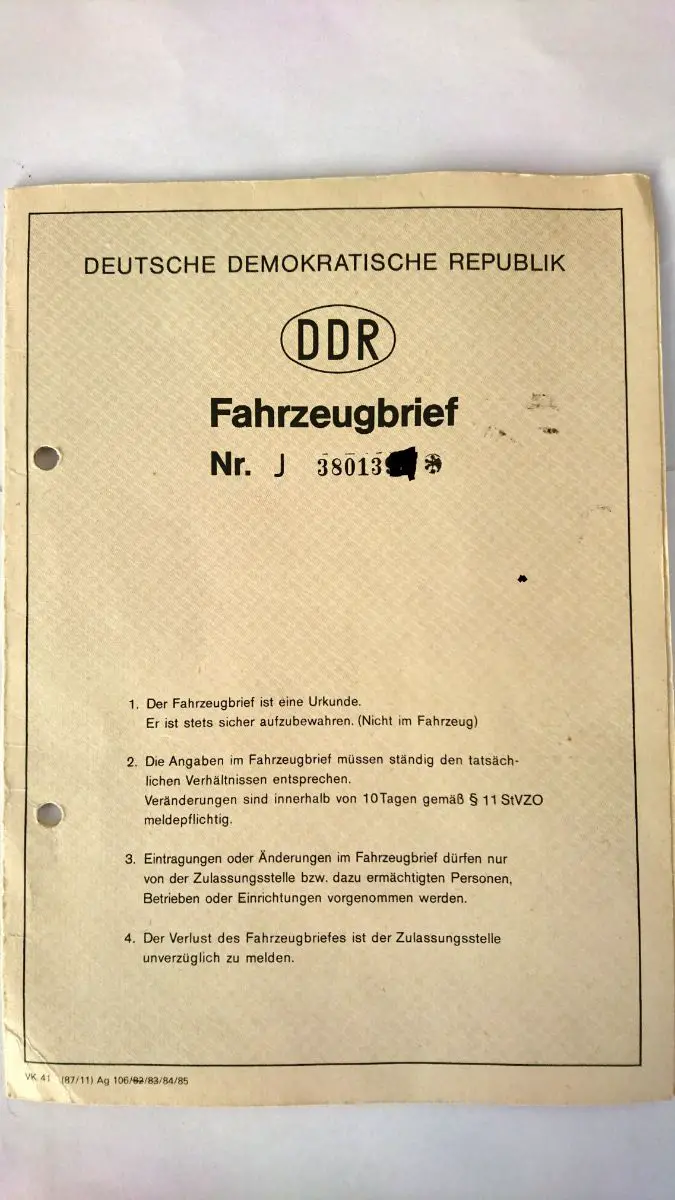 DEUTSCHE DEMOKRATISCHE REPUBLIK
DDR
Fahrzeugbrief
Nr. J 38013
1. Der Fahrzeugbrief ist eine Urkunde.
Er ist stets sicher aufzubewahren. (Nicht im Fahrzeug)
2. Die Angaben im Fahrzeugbrief müssen ständig den tatsäch-
lichen Verhältnissen entsprechen.
Veränderungen sind innerhalb von 10 Tagen gemäß § 11 StVZO
meldepflichtig.
3. Eintragungen oder Änderungen im Fahrzeugbrief dürfen nur
von der Zulassungsstelle bzw. dazu ermächtigten Personen,
Betrieben oder Einrichtungen vorgenommen werden.
4. Der Verlust des Fahrzeugbriefes ist der Zulassungsstelle
unverzüglich zu melden.
VK 41 (87/11) Ag 106/82/83/84/85